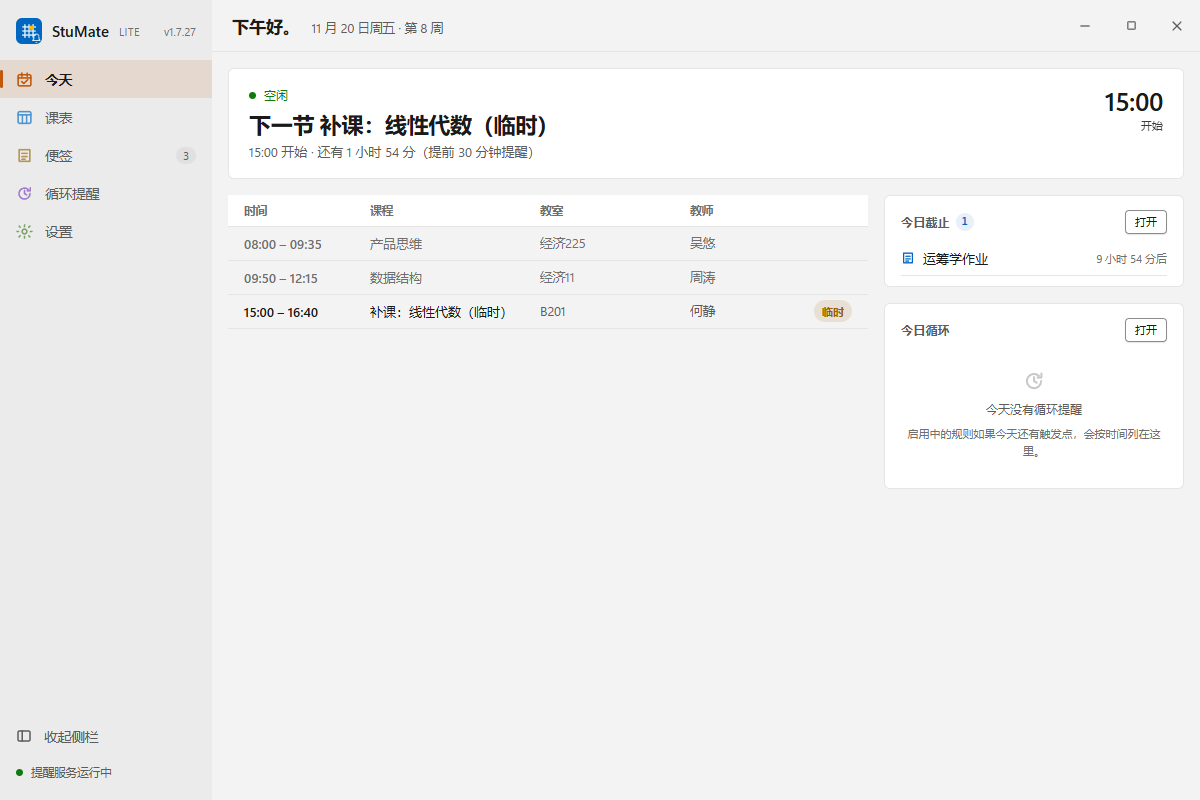 StuMate LITE v1.7.27
今天
课表
便签 3
循环提醒
设置
收起侧栏
提醒服务运行中
下午好。 11 月 20 日周五 · 第 8 周
空闲
下一节 补课：线性代数（临时）
15:00 开始 · 还有 1 小时 54 分（提前 30 分钟提醒）
15:00
开始
时间 课程 教室 教师
08:00 – 09:35 产品思维 经济225 吴悠
09:50 – 12:15 数据结构 经济11 周涛
15:00 – 16:40 补课：线性代数（临时） B201 何静 临时
今日截止 1 打开
运筹学作业 9 小时 54 分后
今日循环 打开
今天没有循环提醒
启用中的规则如果今天还有触发点，会按时间列在这
里。